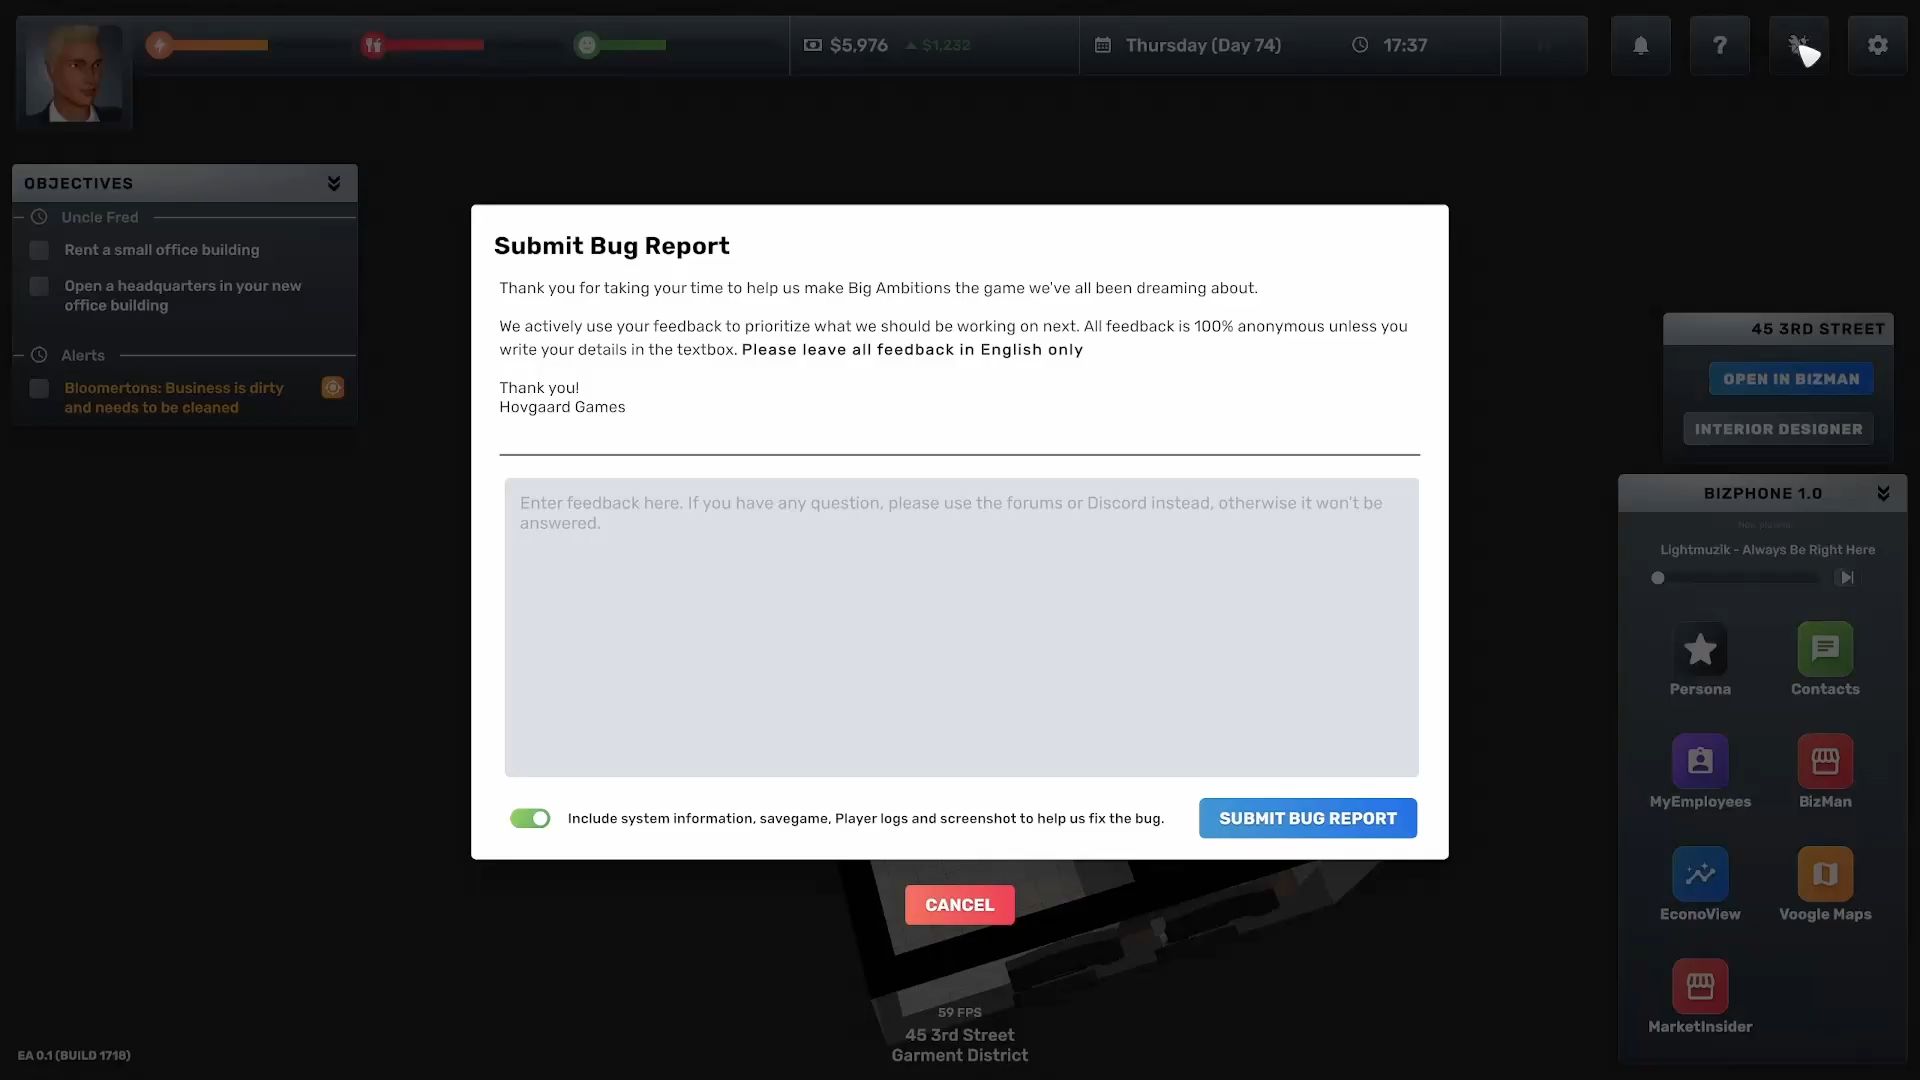 $5,976
$1,232
Thursday (Day 74)
17:37
?
OBJECTIVES
Uncle Fred
Rent a small office building
Open a headquarters in your new
office building
Alerts
Bloomertons: Business is dirty
and needs to be cleaned
Submit Bug Report
Thank you for taking your time to help us make Big Ambitions the game we've all been dreaming about.
We actively use your feedback to prioritize what we should be working on next. All feedback is 100% anonymous unless you
write your details in the textbox. Please leave all feedback in English only
Thank you!
Hovgaard Games
Enter feedback here. If you have any question, please use the forums or Discord instead, otherwise it won't be
answered.
Include system information, savegame, Player logs and screenshot to help us fix the bug.
SUBMIT BUG REPORT
CANCEL
45 3RD STREET
OPEN IN BIZMAN
INTERIOR DESIGNER
BIZPHONE 1.0
Lightmuzik - Always Be Right Here
Persona
Contacts
MyEmployees
BizMan
EconoView
Voogle Maps
MarketInsider
59 FPS
45 3rd Street
Garment District
EA 0.1 (BUILD 1718)